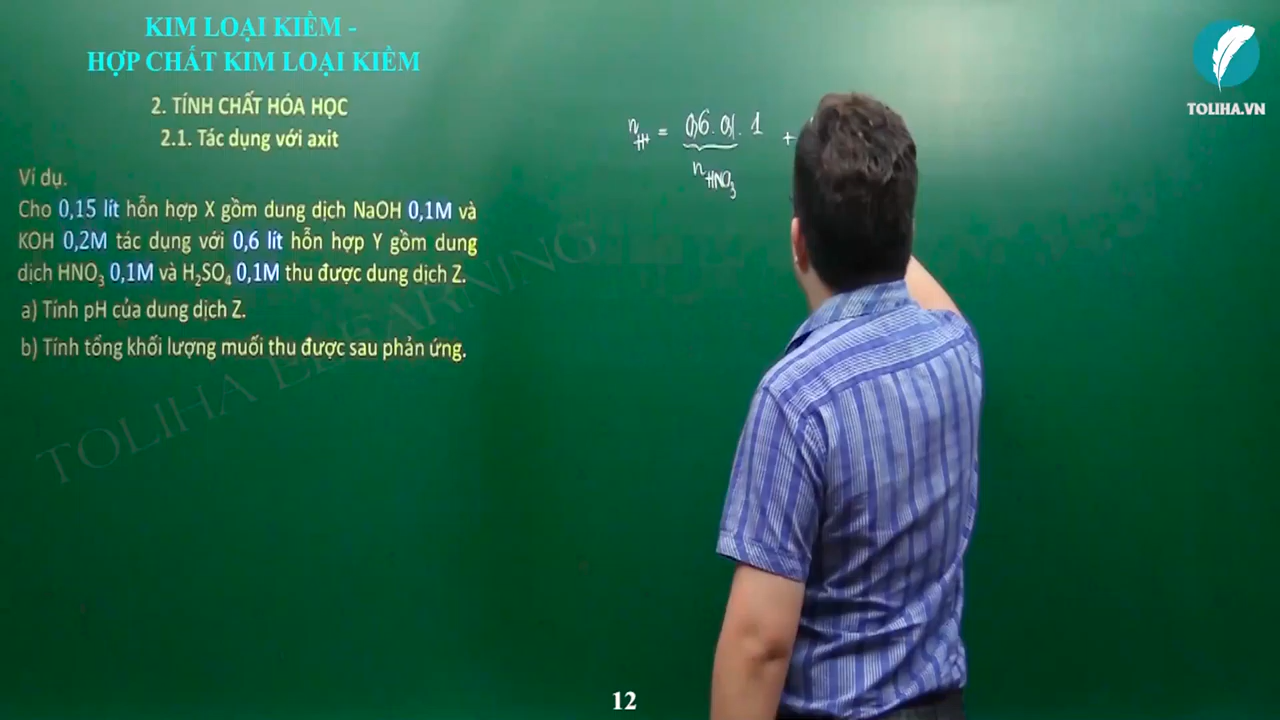 KIM LOẠI KIỀM -
HỢP CHẤT KIM LOẠI KIỀM
TOLIHA.VN
2. TÍNH CHẤT HÓA HỌC
2.1. Tác dụng với axit
Ví dụ.
Cho 0,15 lít hỗn hợp X gồm dung dịch NaOH 0,1M và
KOH 0,2M tác dụng với 0,6 lít hỗn hợp Y gồm dung
dịch HNO₃ 0,1M và H₂SO₄ 0,1M thu được dung dịch Z.
a) Tính pH của dung dịch Z.
b) Tính tổng khối lượng muối thu được sau phản ứng.
n H⁺ = 0,6 . 0,1 . 1 +
n HNO₃
TOLIHA ELEARNING
12